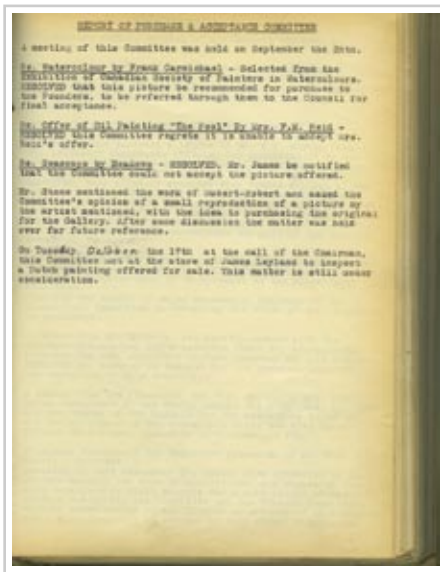 REPORT OF PURCHASE & ACCEPTANCE COMMITTEE
A meeting of this Committee was held on September the
Re. Watercolour by Frank Carmichael - Selected from the
Exhibition of Canadian Society of Painters in Watercolours.
RESOLVED that this picture be recommended for purchase to
the Founders, to be referred through them to the Council for
final acceptance.
Re. Offer of Oil Painting "The Pool" By Mrs. F.M. Reid -
RESOLVED this Committee regrets it is unable to accept Mrs.
Reid's offer.
Re. Seascape by Meadows - RESOLVED, Mr. James be notified
that the Committee could not accept the picture offered.
Mr. Stone mentioned the work of and asked the
Committee's opinion of a small reproduction of a picture by
the artist mentioned, with the idea to purchasing the original
for the Gallery. After some discussion the matter was held
over for future reference.
On Tuesday October the 17th at the call of the Chairman,
this Committee met at the store of James Leyland to inspect
a Dutch painting offered for sale. This matter is still under
consideration.